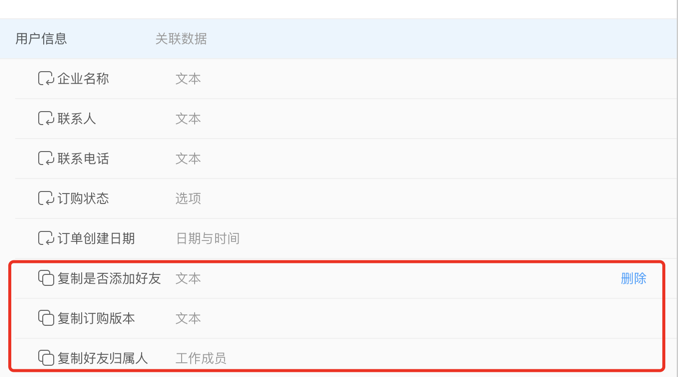 用户信息 关联数据
企业名称 文本
联系人 文本
联系电话 文本
订购状态 选项
订单创建日期 日期与时间
复制是否添加好友 文本 删除
复制订购版本 文本
复制好友归属人 工作成员